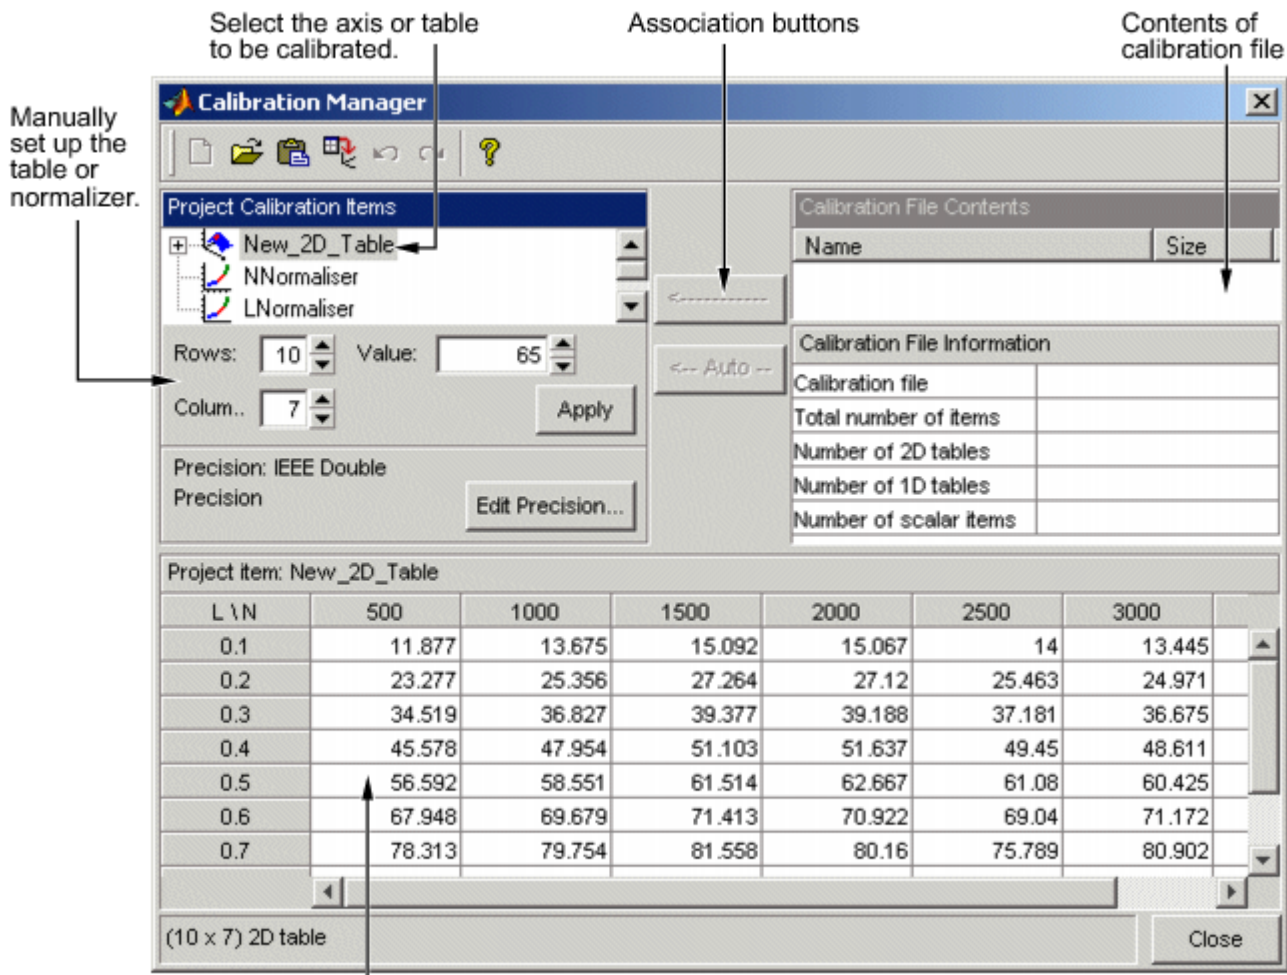 Select the axis or table
to be calibrated.
Association buttons
Contents of
calibration file
Manually
set up the
table or
normalizer.
Calibration Manager
Project Calibration Items
New_2D_Table
NNormaliser
LNormaliser
Rows: 10 Value: 65
Colum.. 7 Apply
Precision: IEEE Double
Precision
Edit Precision...
<-----------
<-- Auto --
Calibration File Contents
Name Size
Calibration File Information
Calibration file
Total number of items
Number of 2D tables
Number of 1D tables
Number of scalar items
Project item: New_2D_Table
L \ N 500 1000 1500 2000 2500 3000
0.1 11.877 13.675 15.092 15.067 14 13.445
0.2 23.277 25.356 27.264 27.12 25.463 24.971
0.3 34.519 36.827 39.377 39.188 37.181 36.675
0.4 45.578 47.954 51.103 51.637 49.45 48.611
0.5 56.592 58.551 61.514 62.667 61.08 60.425
0.6 67.948 69.679 71.413 70.922 69.04 71.172
0.7 78.313 79.754 81.558 80.16 75.789 80.902
(10 x 7) 2D table
Close